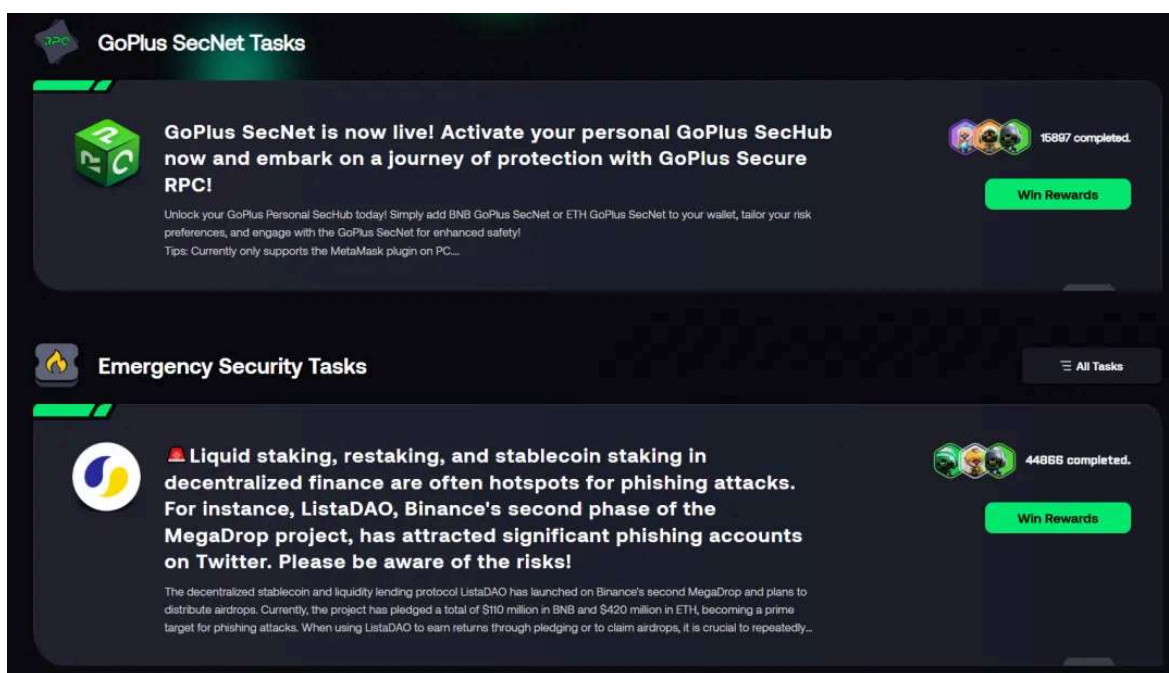 GoPlus SecNet Tasks
GoPlus SecNet is now live! Activate your personal GoPlus SecHub
now and embark on a journey of protection with GoPlus Secure
RPC!
15897 completed.
Win Rewards
Unlock your GoPlus Personal SecHub today! Simply add BNB GoPlus SecNet or ETH GoPlus SecNet to your wallet, tailor your risk
preferences, and engage with the GoPlus SecNet for enhanced safety!
Tips: Currently only supports the MetaMask plugin on PC....
Emergency Security Tasks
All Tasks
🚨Liquid staking, restaking, and stablecoin staking in
decentralized finance are often hotspots for phishing attacks.
For instance, ListaDAO, Binance's second phase of the
MegaDrop project, has attracted significant phishing accounts
on Twitter. Please be aware of the risks!
44866 completed.
Win Rewards
The decentralized stablecoin and liquidity lending protocol ListaDAO has launched on Binance's second MegaDrop and plans to
distribute airdrops. Currently, the project has pledged a total of $110 million in BNB and $420 million in ETH, becoming a prime
target for phishing attacks. When using ListaDAO to earn returns through pledging or to claim airdrops, it is crucial to repeatedly...